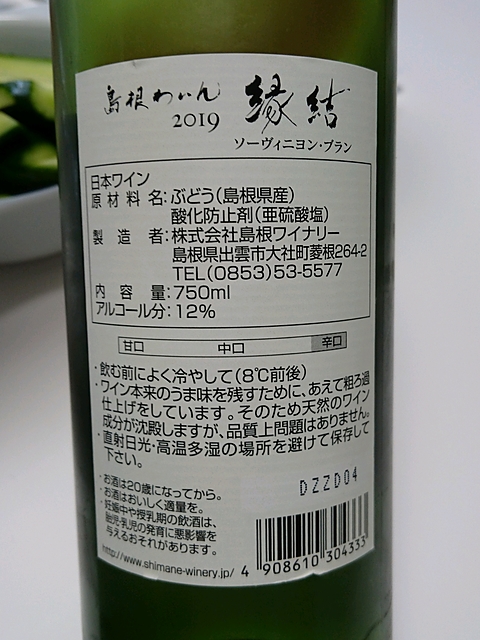 島根わいん 縁結
2019
ソーヴィニヨン・ブラン
日本ワイン
原材料名:ぶどう(島根県産)
酸化防止剤(亜硫酸塩)
製造者:株式会社島根ワイナリー
島根県出雲市大社町菱根264-2
TEL(0853)53-5577
内容量:750ml
アルコール分:12%
甘口 中口 辛口
・飲む前によく冷やして(8℃前後)
・ワイン本来のうま味を残すために、あえて粗ろ過
仕上げをしています。そのため天然のワイン
成分が沈殿しますが、品質上問題はありません。
・直射日光・高温多湿の場所を避けて保存して
下さい。
DZZD04
・お酒は20歳になってから。
・お酒はおいしく適量を。
・妊娠中や授乳期の飲酒は、
胎児・乳児の発育に悪影響を
与えるおそれがあります。
http://www.shimane-winery.jp/
4 908610 304333